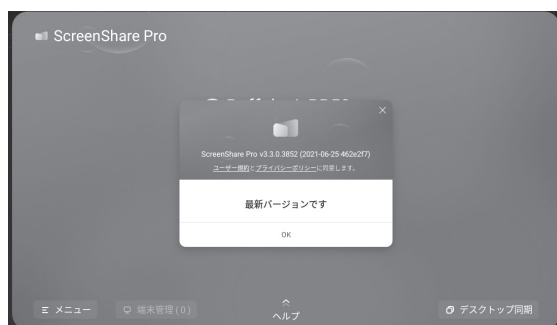 ScreenShare Pro
ScreenShare Pro v3.3.0.3852 (2021-06-25 462e2f7)
ユーザー規約とプライバシーポリシーに同意します。
最新バージョンです
OK
メニュー
端末管理(0)
ヘルプ
デスクトップ同期